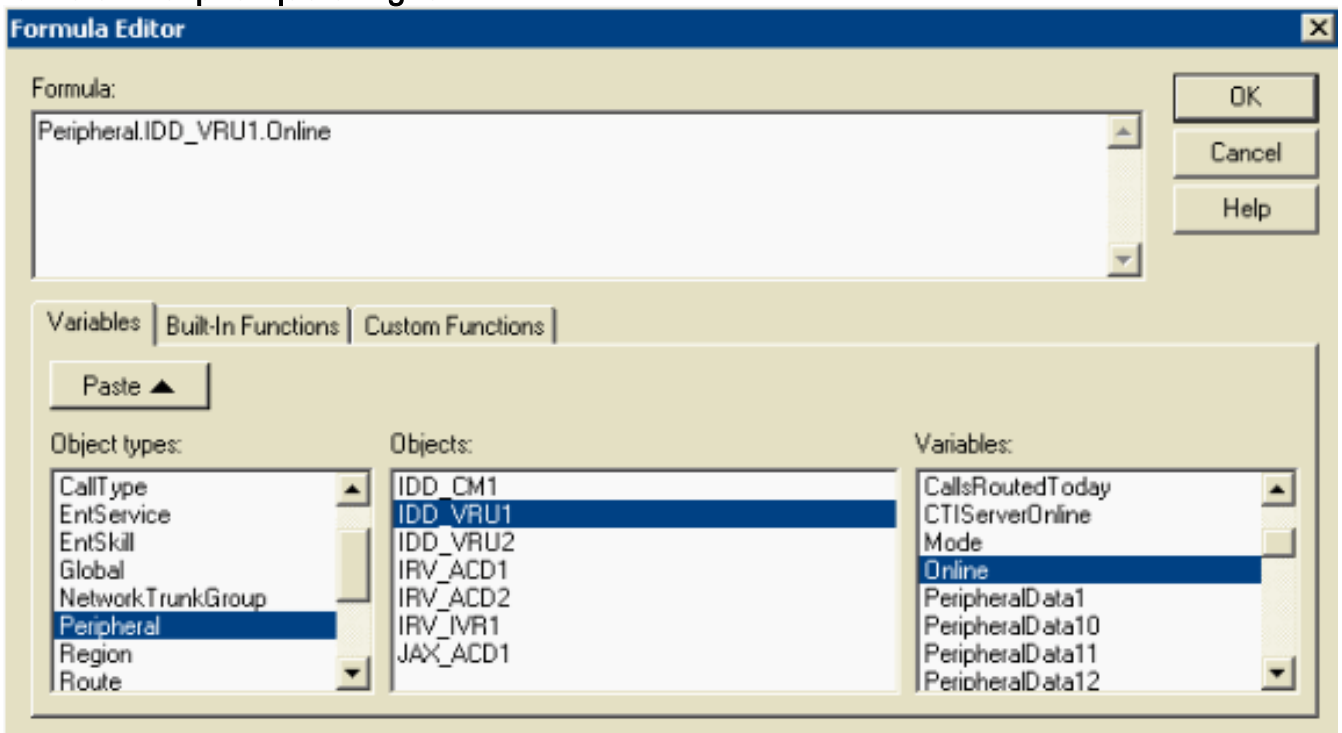 Formula Editor
Formula:
OK
Peripheral.IDD_VRU1.Online
Cancel
Help
Variables
Built-In Functions
Custom Functions
Paste
Object types:
Objects:
Variables:
CallType
EntService
EntSkill
Global
NetworkTrunkGroup
Peripheral
Region
Route
IDD_CM1
IDD_VRU1
IDD_VRU2
IRV_ACD1
IRV_ACD2
IRV_IVR1
JAX_ACD1
CallsRoutedToday
CTIServerOnline
Mode
Online
PeripheralData1
PeripheralData10
PeripheralData11
PeripheralData12